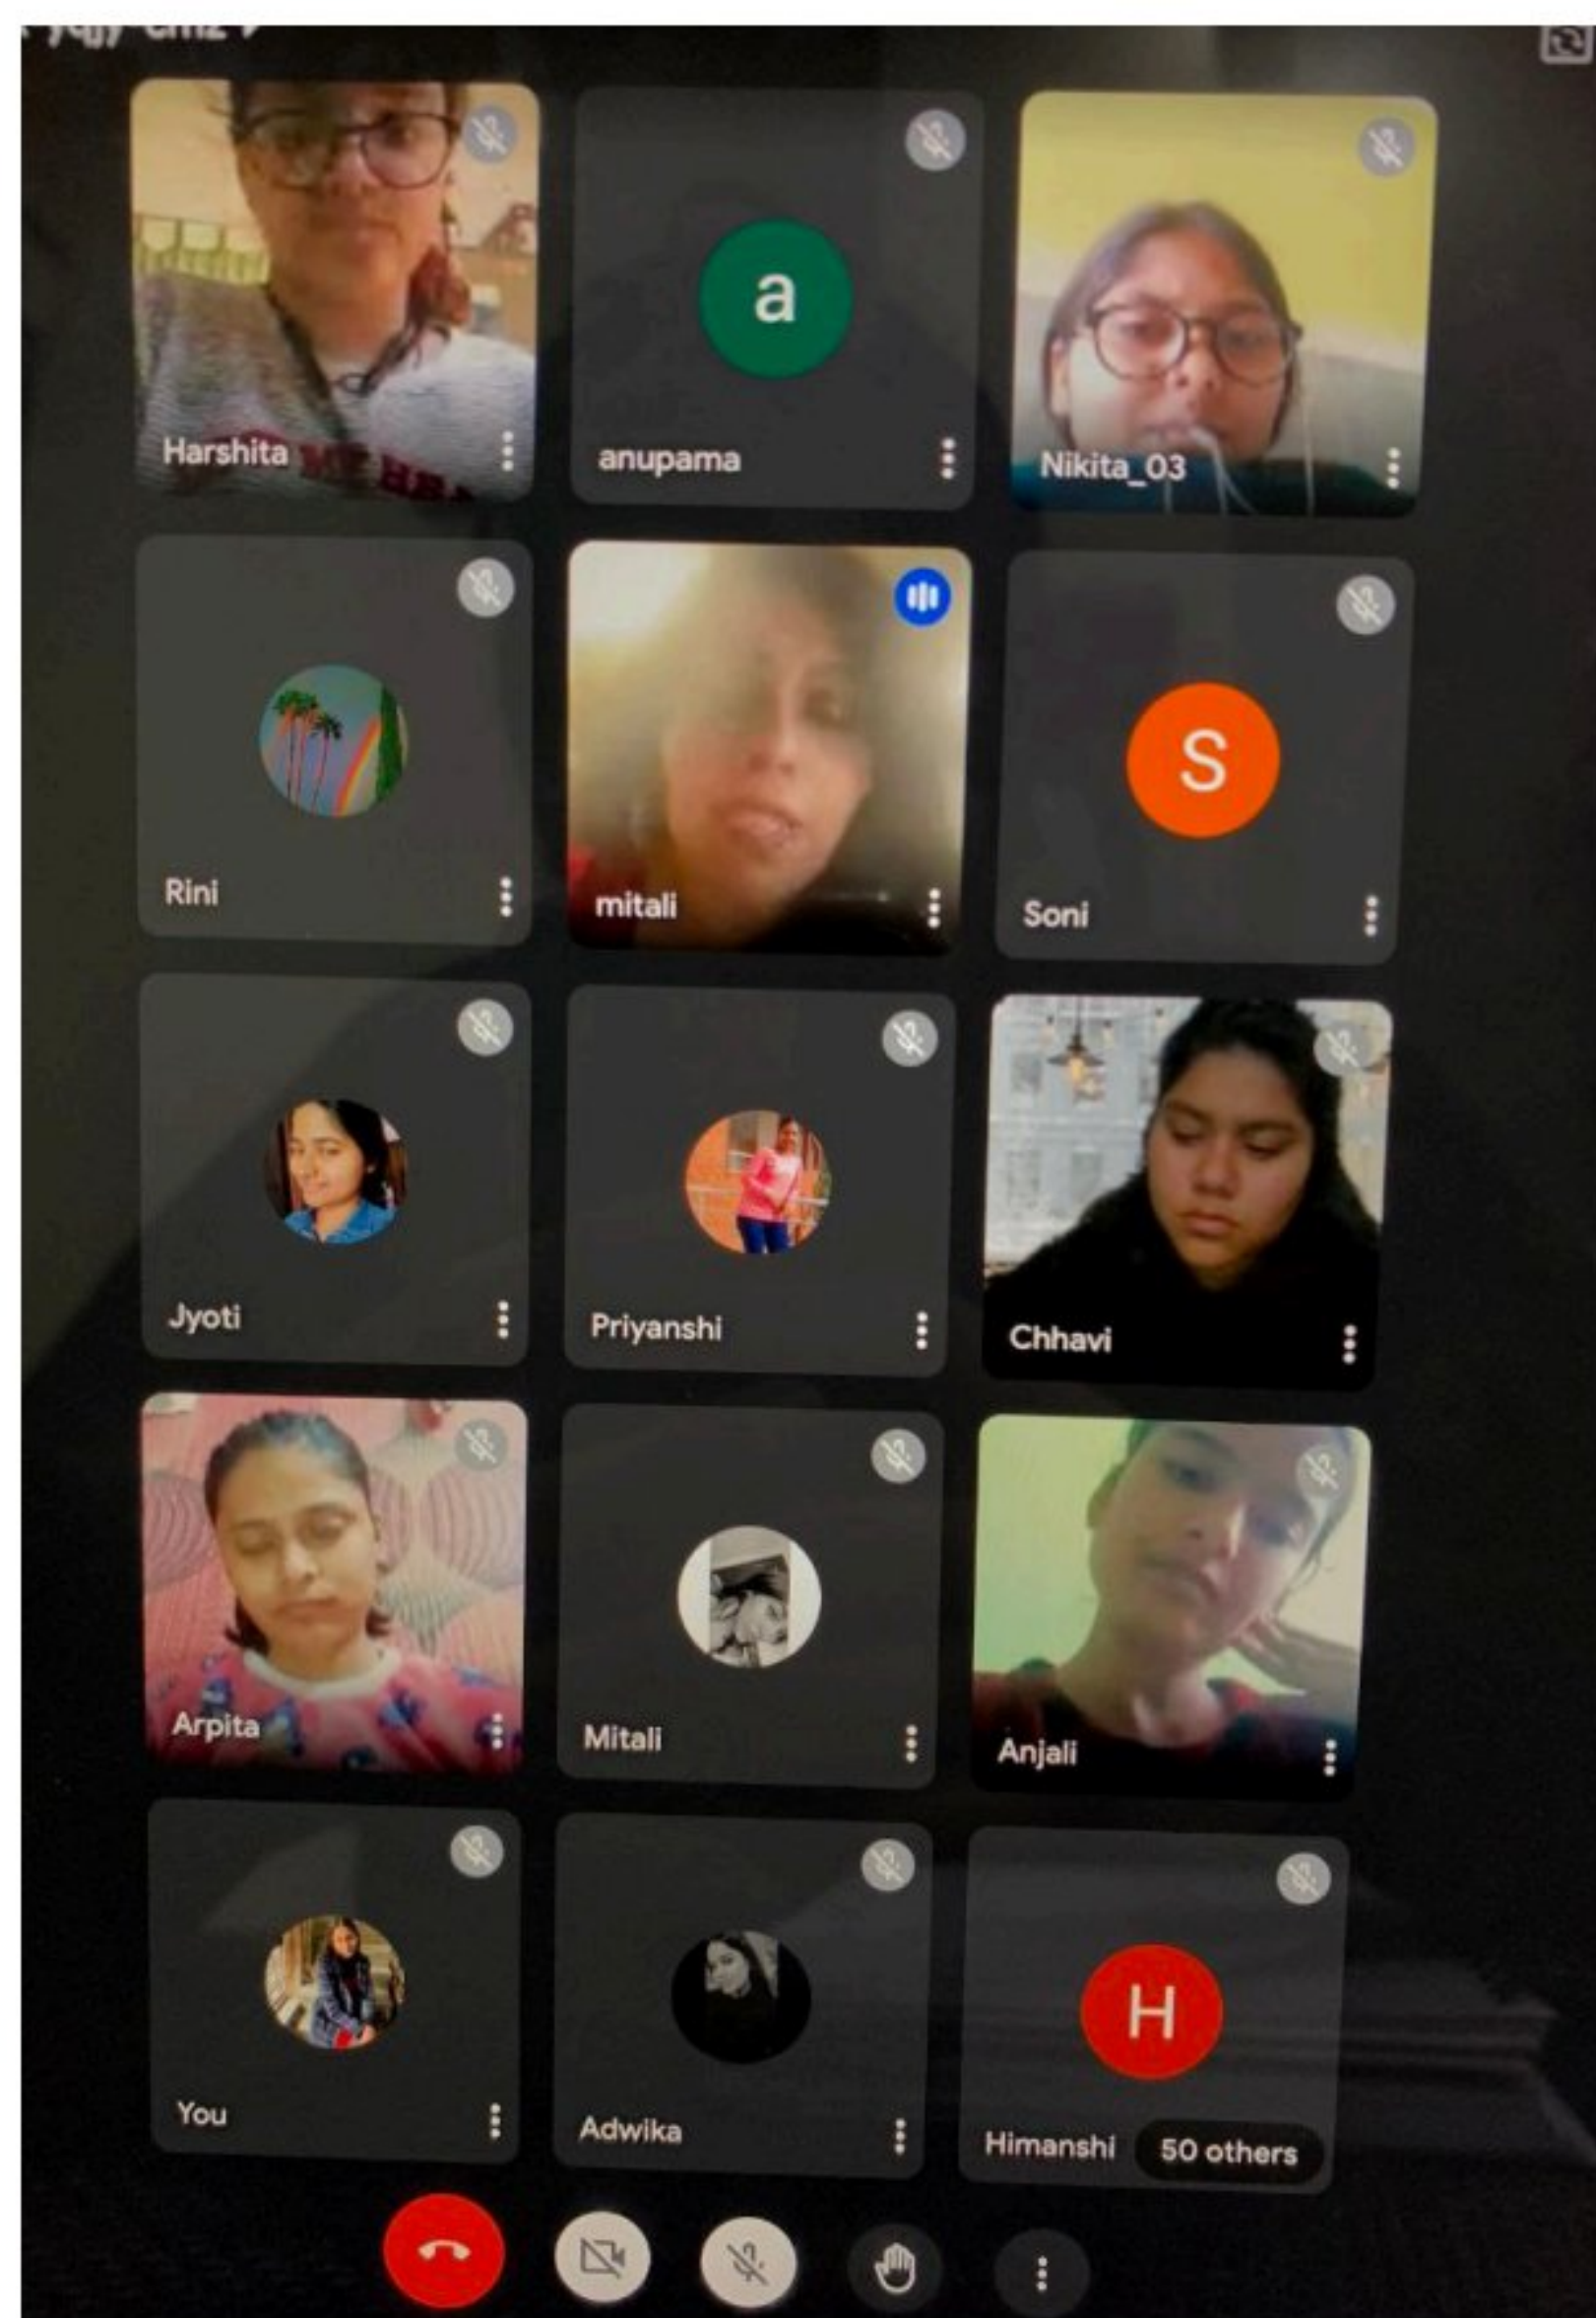 Harshita
a
anupama
Nikita_03
Rini
mitali
S
Soni
Jyoti
Priyanshi
Chhavi
Arpita
Mitali
Anjali
You
Adwika
H
Himanshi
50 others